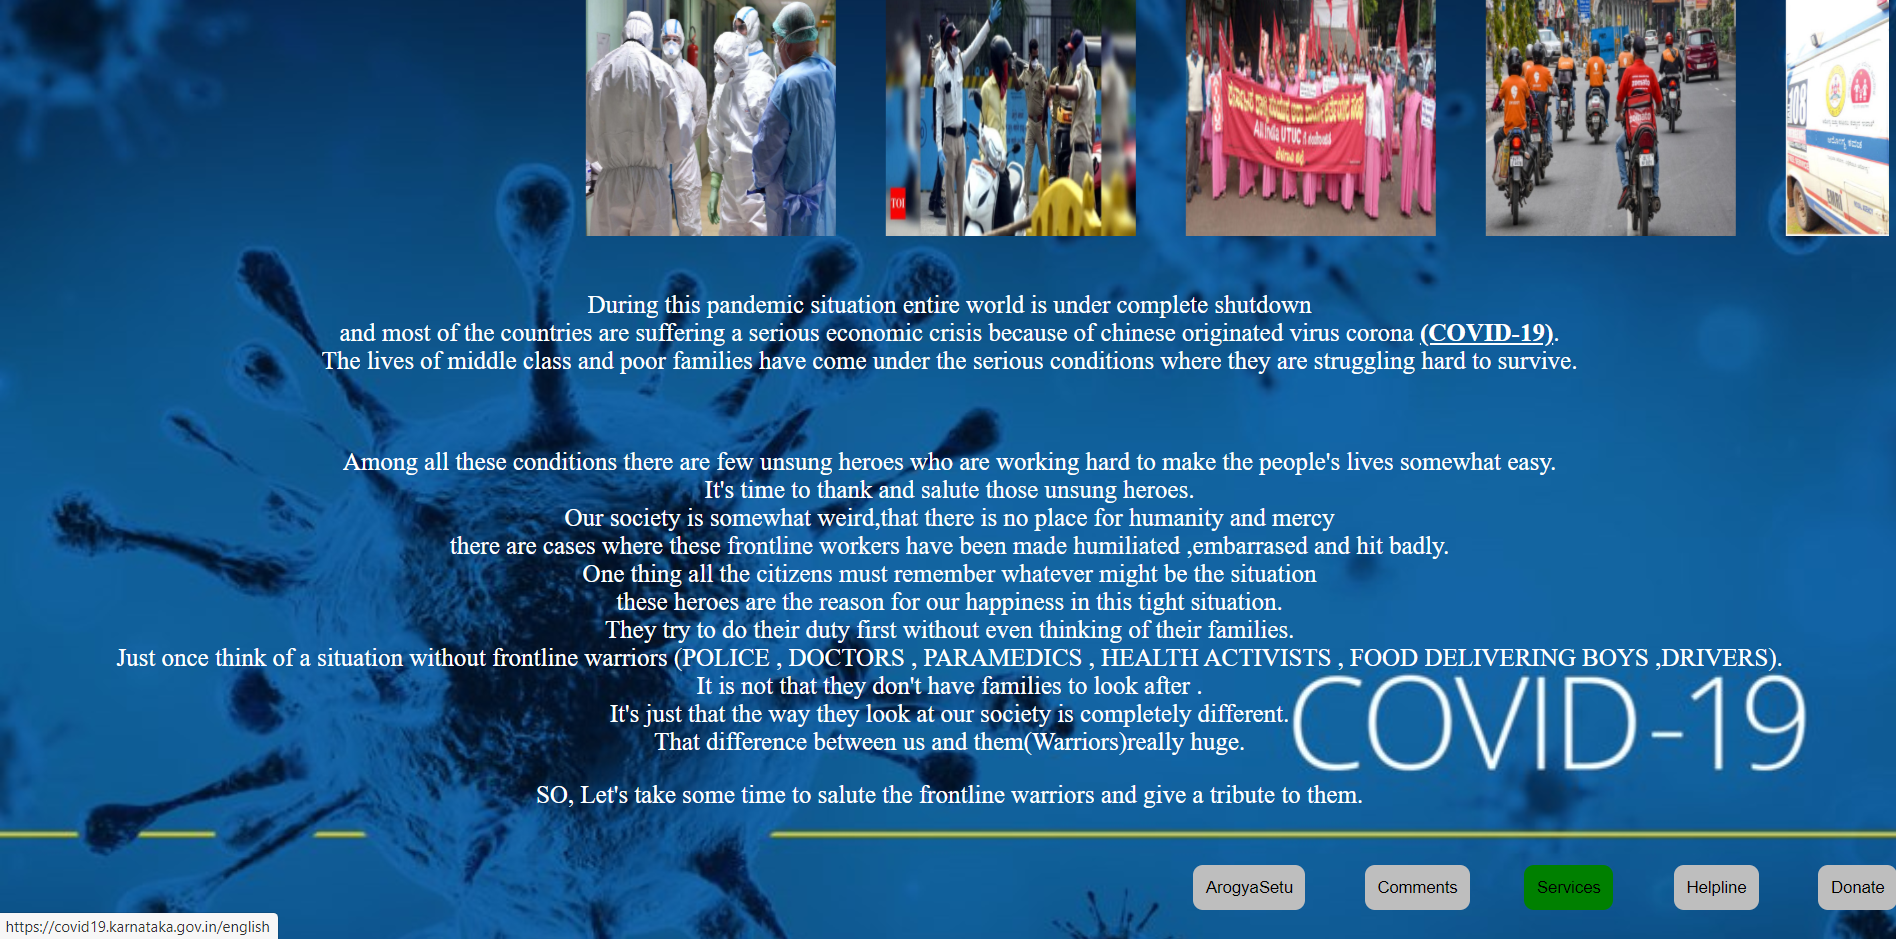 TOI
All India UTUC
zomato
108
During this pandemic situation entire world is under complete shutdown
and most of the countries are suffering a serious economic crisis because of chinese originated virus corona (COVID-19).
The lives of middle class and poor families have come under the serious conditions where they are struggling hard to survive.
Among all these conditions there are few unsung heroes who are working hard to make the people's lives somewhat easy.
It's time to thank and salute those unsung heroes.
Our society is somewhat weird,that there is no place for humanity and mercy
there are cases where these frontline workers have been made humiliated ,embarrased and hit badly.
One thing all the citizens must remember whatever might be the situation
these heroes are the reason for our happiness in this tight situation.
They try to do their duty first without even thinking of their families.
Just once think of a situation without frontline warriors (POLICE , DOCTORS , PARAMEDICS , HEALTH ACTIVISTS , FOOD DELIVERING BOYS ,DRIVERS).
It is not that they don't have families to look after .
It's just that the way they look at our society is completely different.
That difference between us and them(Warriors)really huge.
COVID-19
SO, Let's take some time to salute the frontline warriors and give a tribute to them.
ArogyaSetu
Comments
Services
Helpline
Donate
https://covid19.karnataka.gov.in/english